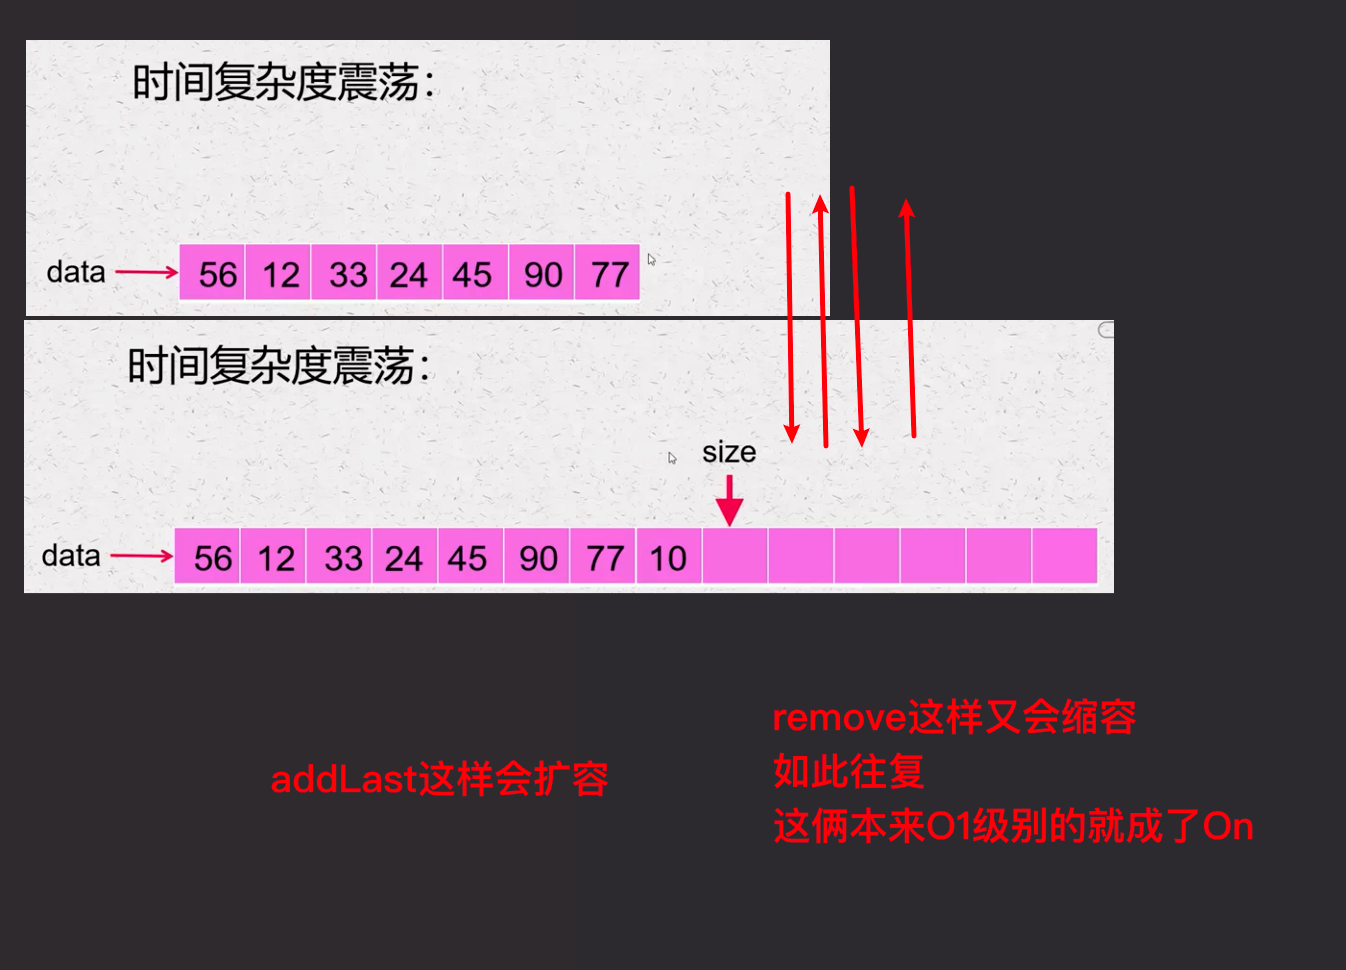 时间复杂度震荡：
data 56 12 33 24 45 90 77
时间复杂度震荡：
size
data 56 12 33 24 45 90 77 10
addLast这样会扩容
remove这样又会缩容
如此往复
这俩本来O1级别的就成了On